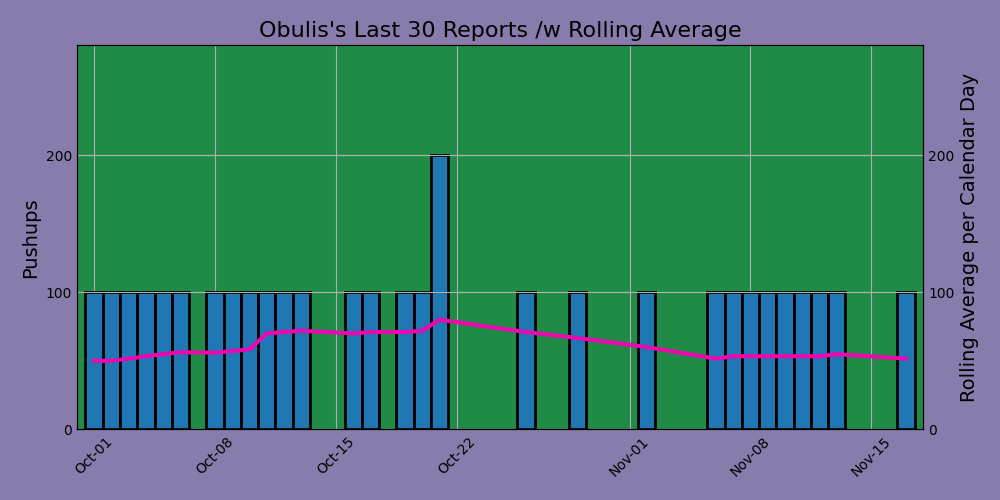 Obulis's Last 30 Reports /w Rolling Average
Pushups
200
100
0
200
100
0
Rolling Average per Calendar Day
Oct-01
Oct-08
Oct-15
Oct-22
Nov-01
Nov-08
Nov-15